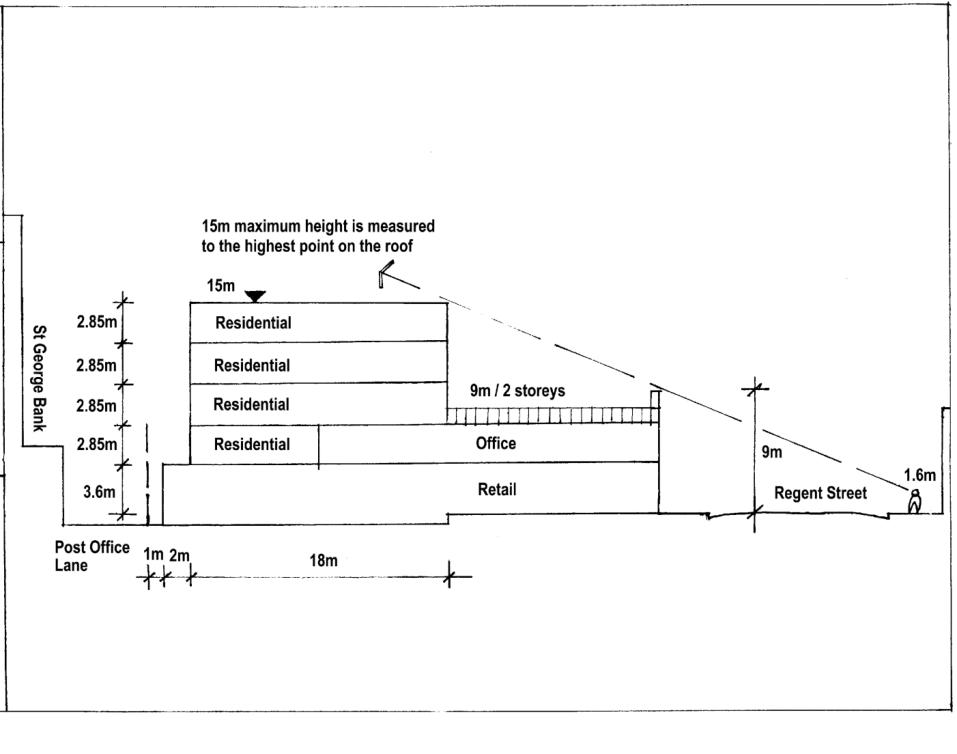 15m maximum height is measured
to the highest point on the roof
15m
2.85m
Residential
St George Bank
2.85m
Residential
9m / 2 storeys
2.85m
Residential
2.85m
Residential
Office
9m
1.6m
3.6m
Retail
Regent Street
Post Office
Lane
1m
2m
18m